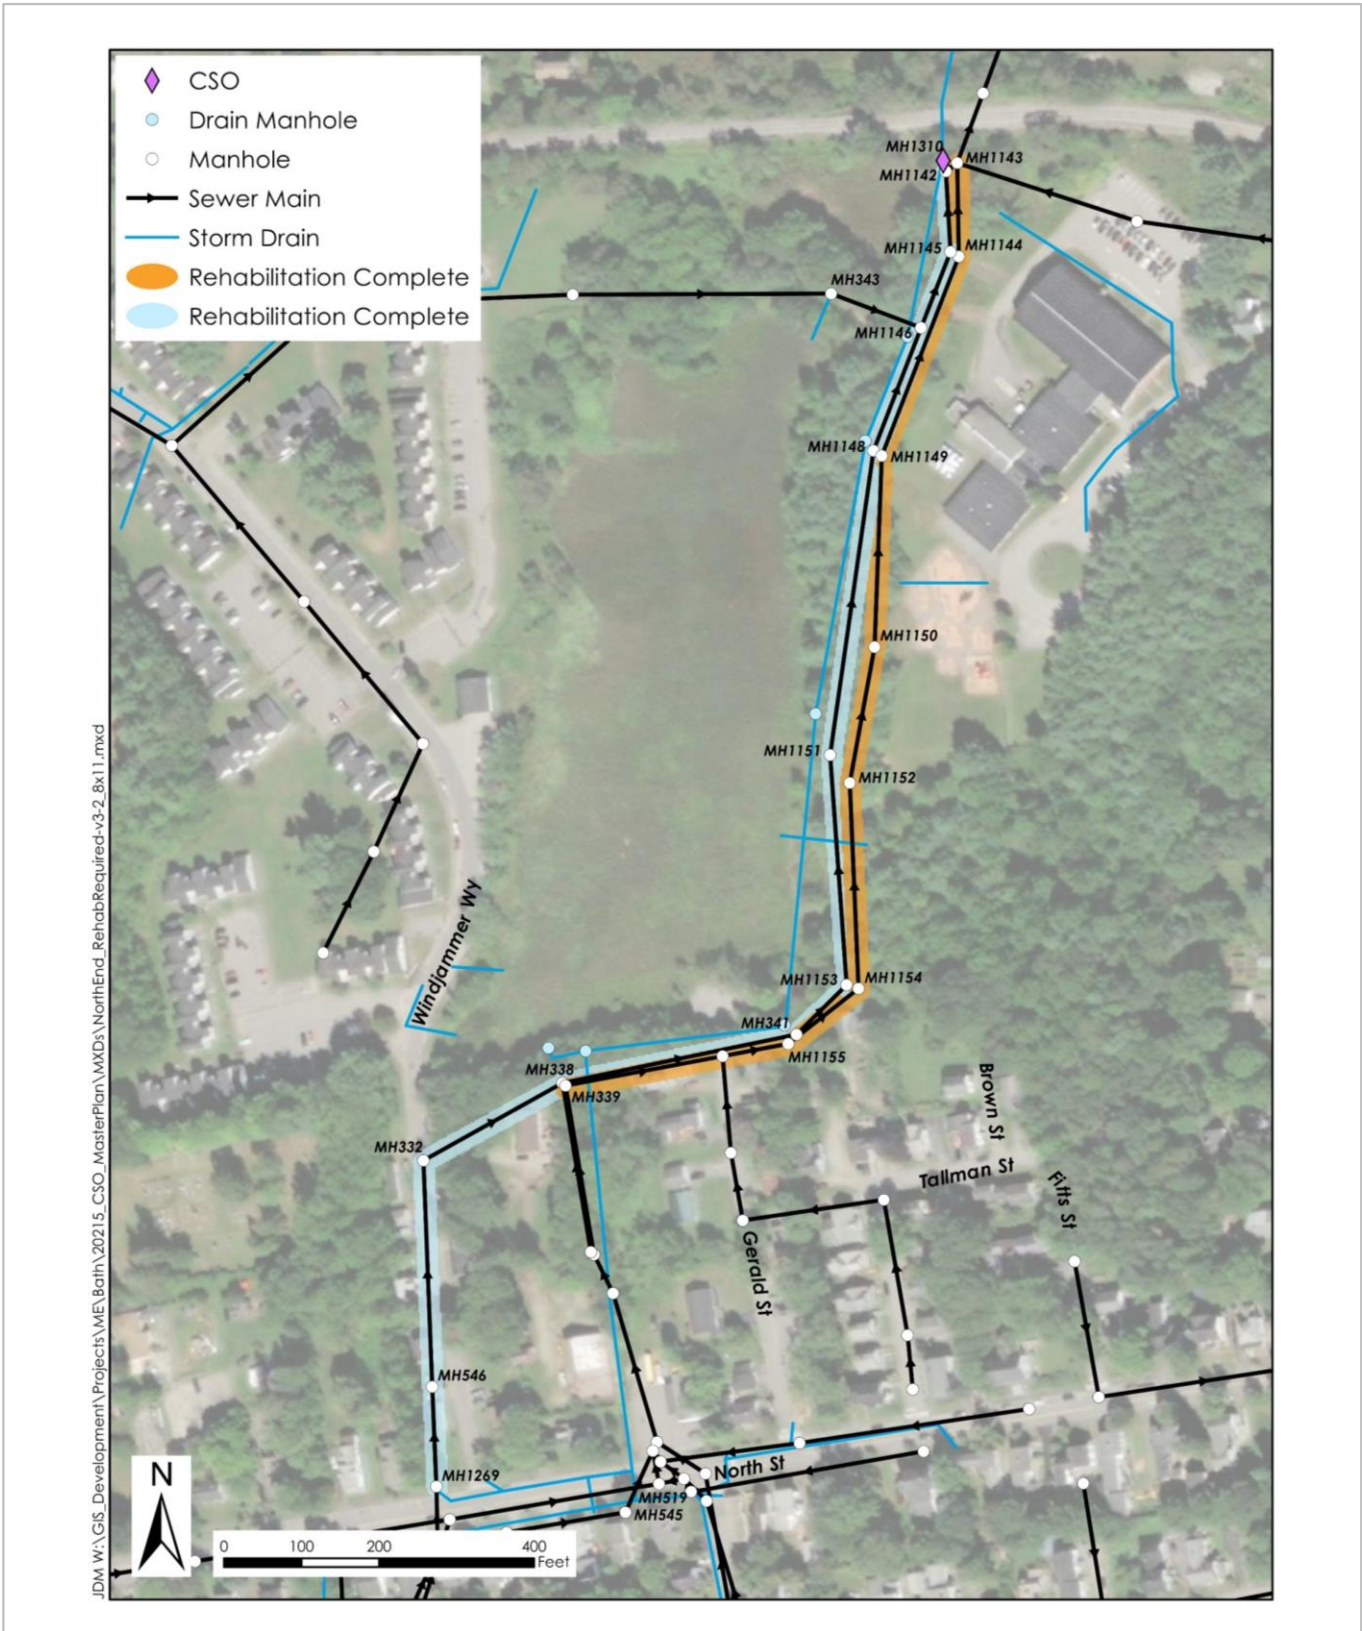 CSO
Drain Manhole
Manhole
Sewer Main
Storm Drain
Rehabilitation Complete
Rehabilitation Complete
MH1310
MH1143
MH1142
MH1145
MH1144
MH343
MH1146
MH1148
MH1149
MH1150
MH1151
MH1152
Windjammer Wy
MH1153
MH1154
MH341
MH1155
MH338
MH339
MH332
Brown St
Tallman St
Fitts St
Gerald St
MH546
MH1269
North St
MH519
MH545
N
0 100 200 400
Feet
JDM W:\GIS_Development\Projects\ME\Bath\20215_CSO_MasterPlan\MXDs\NorthEnd_RehabRequired-v3-2_8x11.mxd